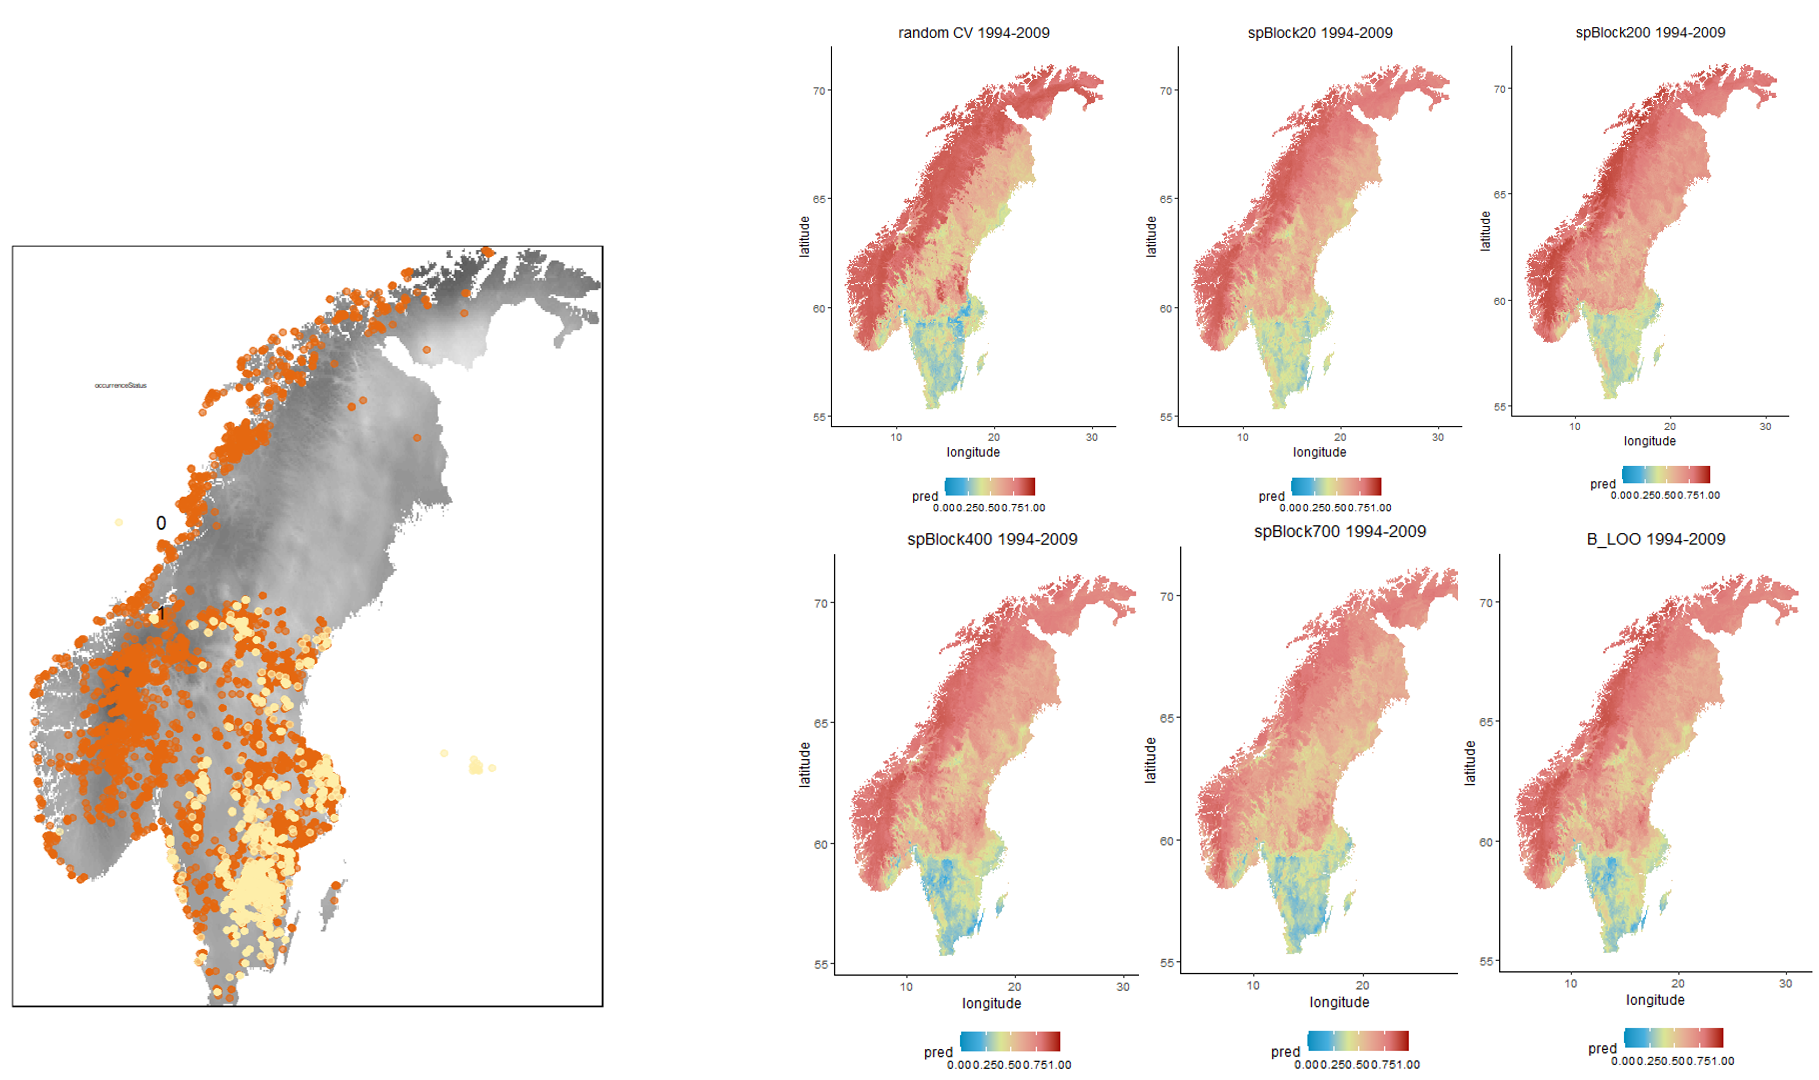 occurrenceStatus
0
1
random CV 1994-2009
latitude
70
65
60
55
10 20 30
longitude
pred
0.000.250.500.751.00
spBlock20 1994-2009
latitude
70
65
60
55
10 20 30
longitude
pred
0.000.250.500.751.00
spBlock200 1994-2009
latitude
70
65
60
55
10 20 30
longitude
pred
0.000.250.500.751.00
spBlock400 1994-2009
latitude
70
65
60
55
10 20 30
longitude
pred
0.000.250.500.751.00
spBlock700 1994-2009
latitude
70
65
60
55
10 20
longitude
pred
0.000.250.500.751.00
B_LOO 1994-2009
latitude
70
65
60
55
10 20 30
longitude
pred
0.000.250.500.751.00